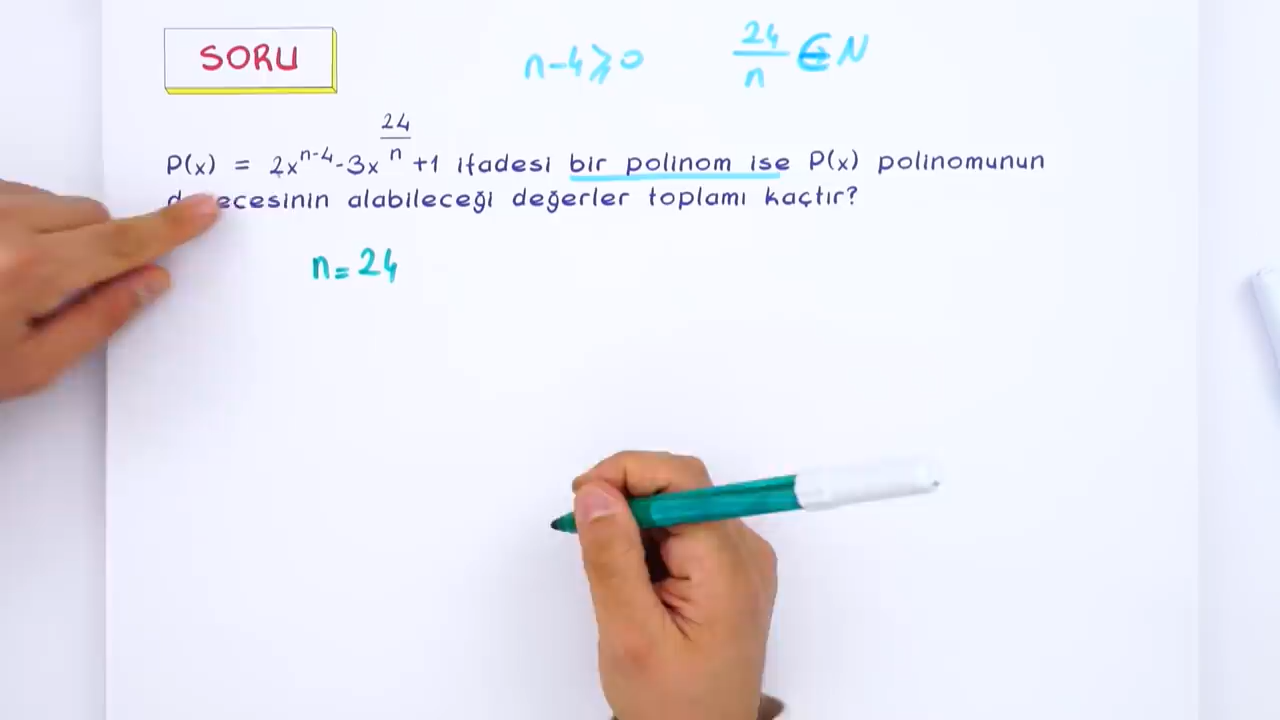 SORU
n-4≥0
24/n ∈ N
P(x) = 2x^(n-4) - 3x^(24/n) + 1 ifadesi bir polinom ise P(x) polinomunun
alabileceği değerler toplamı kaçtır?
n = 24